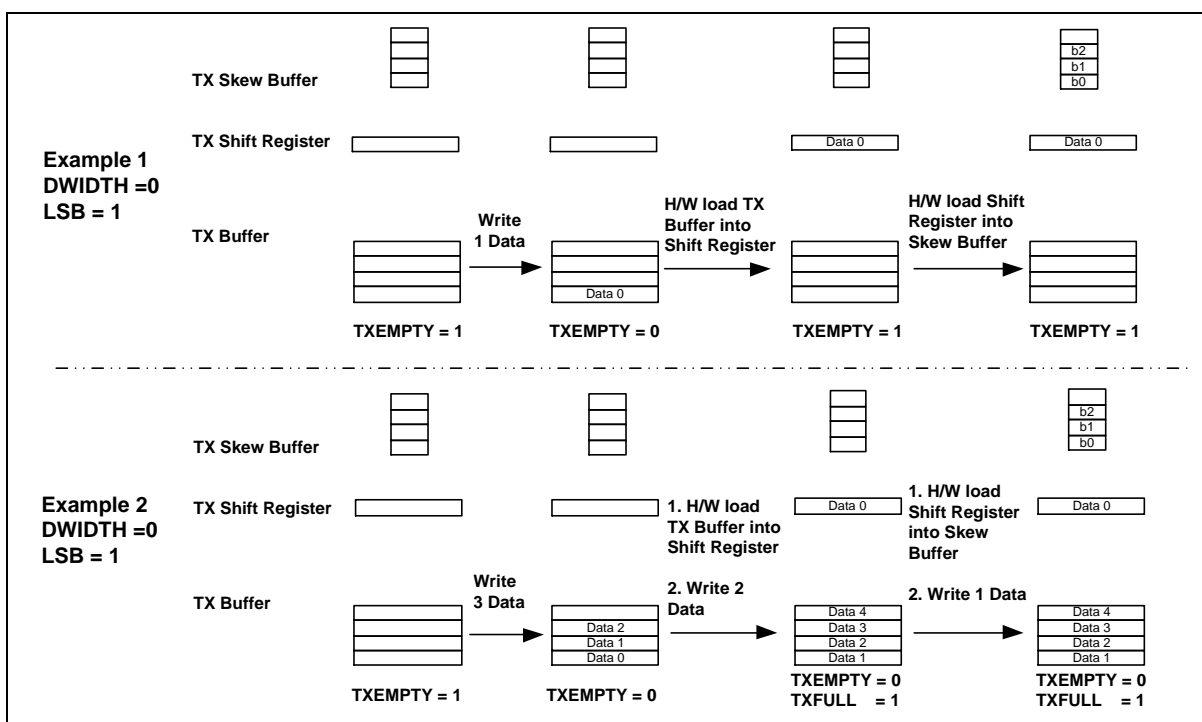 TX Skew Buffer
b2
b1
b0
TX Shift Register
Data 0
Data 0
Example 1
DWIDTH =0
LSB = 1
TX Buffer
Write
1 Data
H/W load TX
Buffer into
Shift Register
H/W load Shift
Register into
Skew Buffer
Data 0
TXEMPTY = 1
TXEMPTY = 0
TXEMPTY = 1
TXEMPTY = 1
TX Skew Buffer
b2
b1
b0
Example 2
DWIDTH =0
LSB = 1
TX Shift Register
1. H/W load
TX Buffer into
Shift Register
Data 0
1. H/W load
Shift Register
into Skew
Buffer
Data 0
TX Buffer
Write
3 Data
Data 2
Data 1
Data 0
2. Write 2
Data
Data 4
Data 3
Data 2
Data 1
2. Write 1 Data
Data 4
Data 3
Data 2
Data 1
TXEMPTY = 1
TXEMPTY = 0
TXEMPTY = 0
TXFULL = 1
TXEMPTY = 0
TXFULL = 1